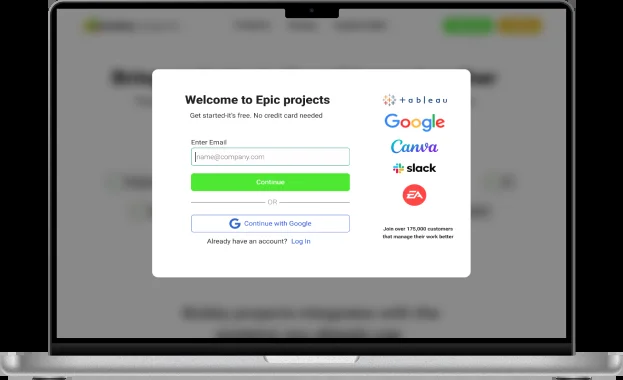 Welcome to Epic projects
Get started-it's free. No credit card needed
Enter Email
name@company.com
Continue
OR
Continue with Google
Already have an account? Log In
+ableau
Google
Canva
slack
EA
Join over 175,000 customers
that manage their work better